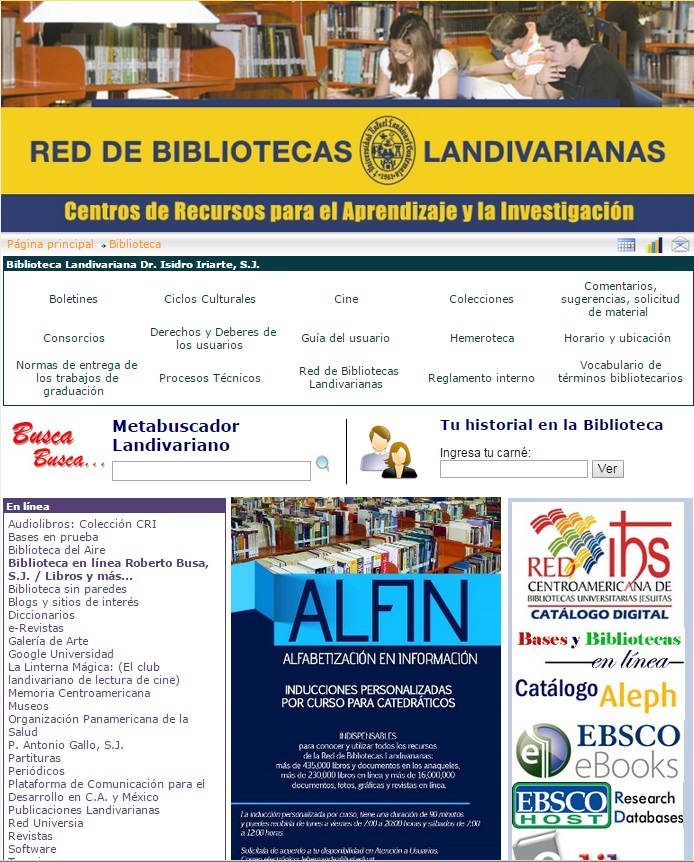 RED DE BIBLIOTECAS LANDIVARIANAS
Centros de Recursos para el Aprendizaje y la Investigación
Página principal Biblioteca
Biblioteca Landivariana Dr. Isidro Iriarte, S.J.
Boletines
Ciclos Culturales
Cine
Colecciones
Comentarios,
sugerencias, solicitud
de material
Consorcios
Derechos y Deberes de
los usuarios
Guía del usuario
Hemeroteca
Horario y ubicación
Normas de entrega de
los trabajos de
graduación
Procesos Técnicos
Red de Bibliotecas
Landivarianas
Reglamento interno
Vocabulario de
términos bibliotecarios
Busca
Busca...
Metabuscador
Landivariano
Tu historial en la Biblioteca
Ingresa tu carné:
Ver
En línea
Audiolibros: Colección CRI
Bases en prueba
Biblioteca del Aire
Biblioteca en línea Roberto Busa,
S.J. / Libros y más...
Biblioteca sin paredes
Blogs y sitios de interés
Diccionarios
e-Revistas
Galería de Arte
Google Universidad
La Linterna Mágica: (El club
landivariano de lectura de cine)
Memoria Centroamericana
Museos
Organización Panamericana de la
Salud
P. Antonio Gallo, S.J.
Partituras
Periódicos
Plataforma de Comunicación para el
Desarrollo en C.A. y México
Publicaciones Landivarianas
Red Universia
Revistas
Software
ALFIN
ALFABETIZACIÓN EN INFORMACIÓN
INDUCCIONES PERSONALIZADAS
POR CURSO PARA CATEDRÁTICOS
INDISPENSABLES
para conocer y utilizar todos los recursos
de la Red de Bibliotecas Landivarianas:
más de 435,000 libros y documentos en los anaqueles,
más de 230,000 libros en línea y más de 16,000,000
documentos, fotos, gráficas y revistas en línea.
La inducción personalizada por curso, tiene una duración de 90 minutos
y puedes recibirla de lunes a viernes de 7:00 a 20:00 horas y sábados de 7:00
a 12:00 horas.
Solicítala de acuerdo a tu disponibilidad en Atención a Usuarios.
RED ihs
CENTROAMERICANA DE
BIBLIOTECAS UNIVERSITARIAS JESUITAS
CATÁLOGO DIGITAL
Bases y Bibliotecas
en línea
Catálogo Aleph
EBSCO
eBooks
EBSCO
HOST
Research
Databases